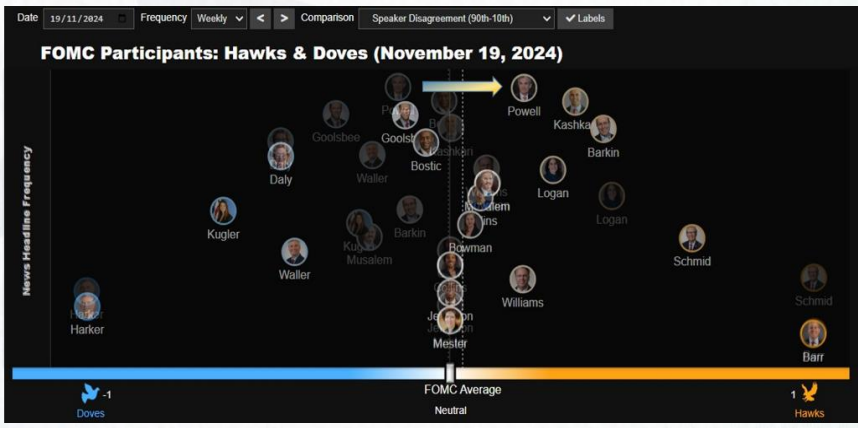 Date 19/11/2024 Frequency Weekly < > Comparison Speaker Disagreement (90th-10th) Labels
FOMC Participants: Hawks & Doves (November 19, 2024)
News Headline Frequency
Powell
Goolsbee
Kashka
Bostic
Barkin
Daly
Waller
Logan
Logan
Kugler
Barkin
Musalem
Bowman
Waller
Schmid
Williams
Schmid
Harker
Harker
Mester
Barr
-1
FOMC Average
1
Doves
Neutral
Hawks